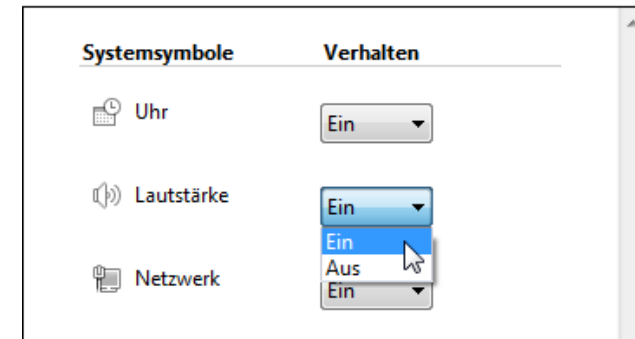 Systemsymbole Verhalten
Uhr Ein
Lautstärke Ein
Ein
Aus
Netzwerk Ein